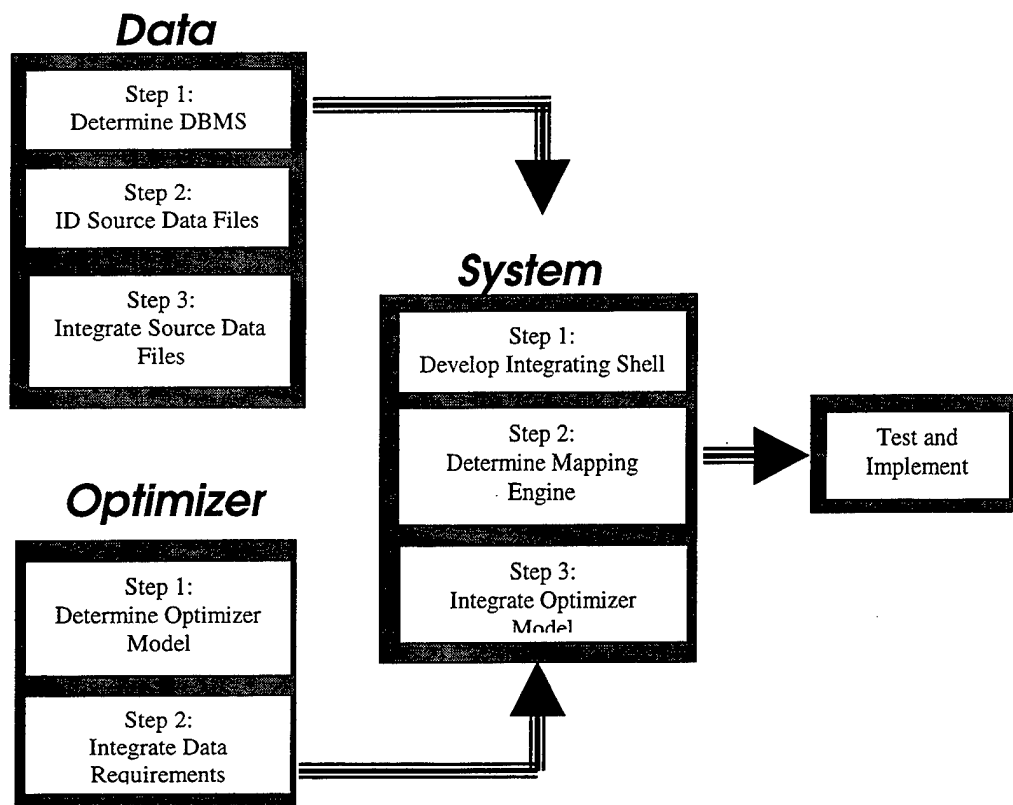 Data
Step 1:
Determine DBMS
Step 2:
ID Source Data Files
Step 3:
Integrate Source Data
Files
Optimizer
Step 1:
Determine Optimizer
Model
Step 2:
Integrate Data
Requirements
System
Step 1:
Develop Integrating Shell
Step 2:
Determine Mapping
Engine
Step 3:
Integrate Optimizer
Model
Test and
Implement